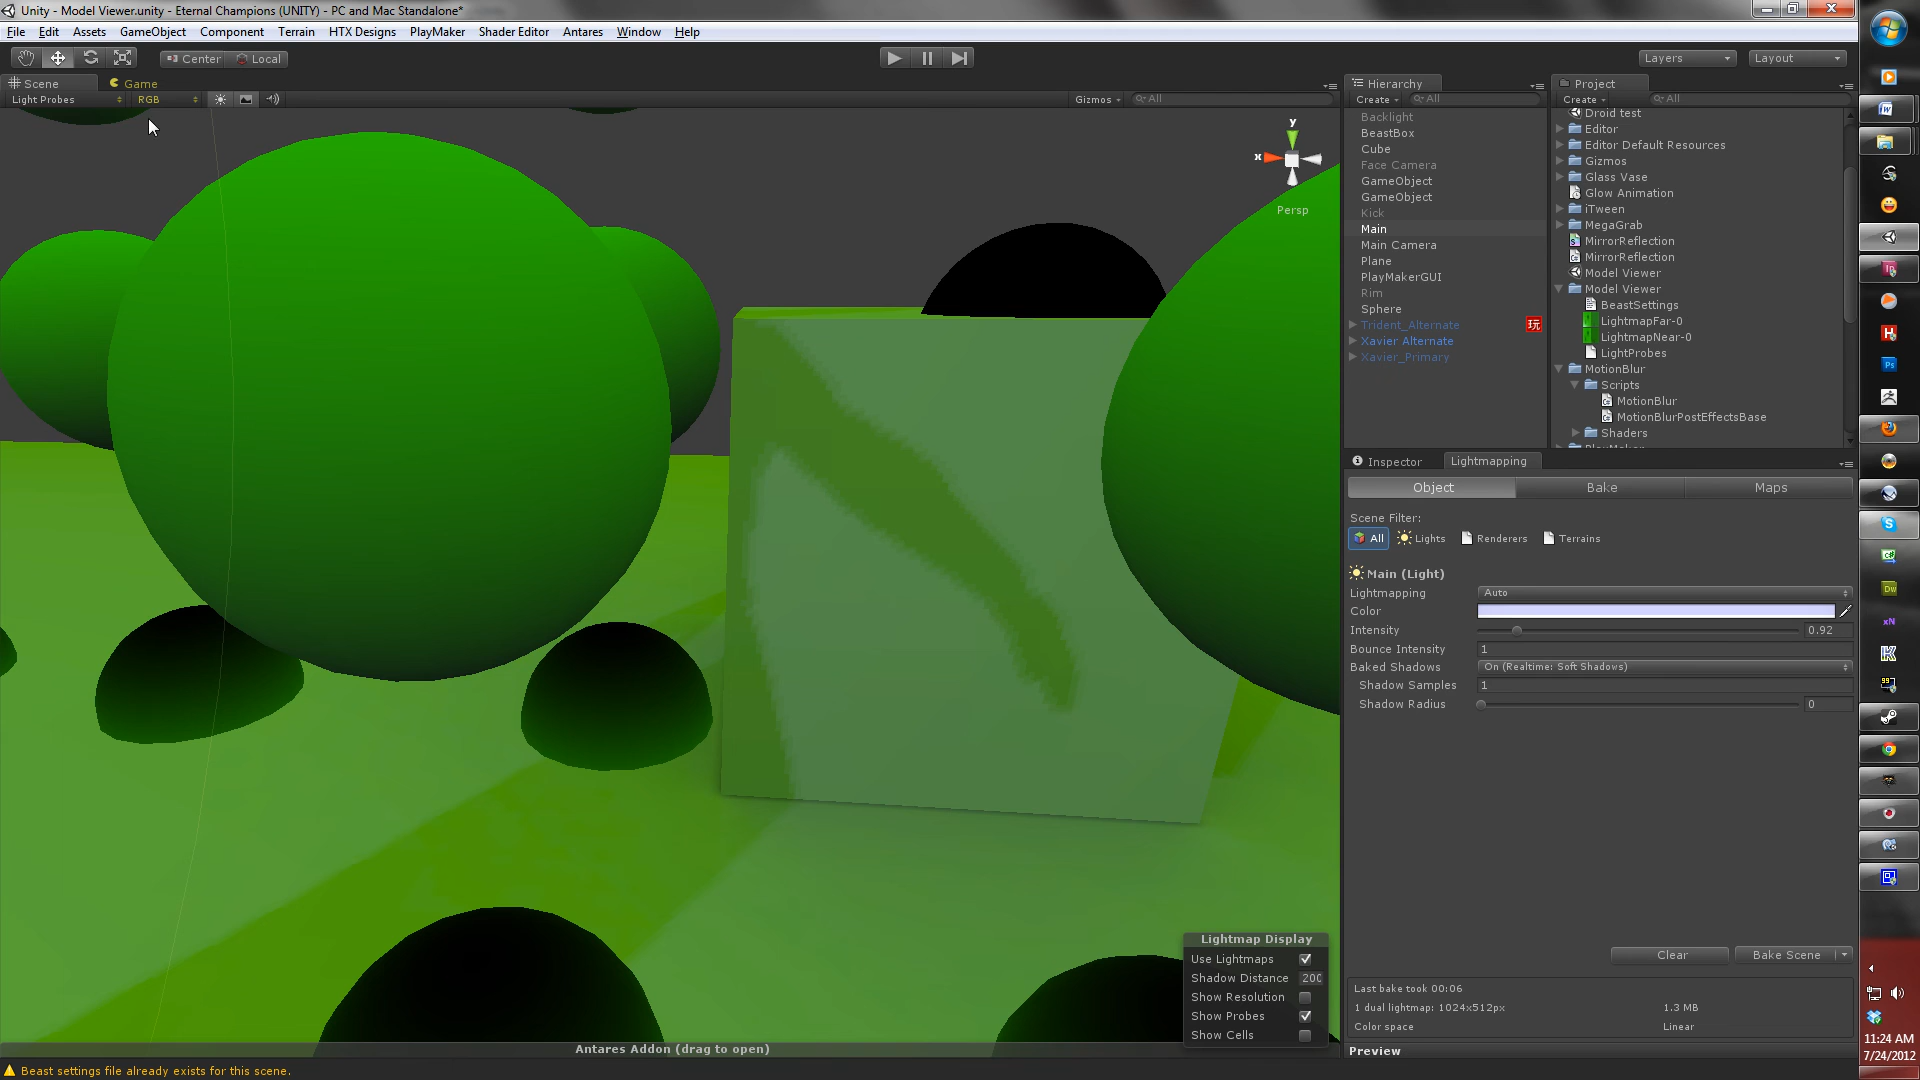 Unity - Model Viewer.unity - Eternal Champions (UNITY) - PC and Mac Standalone*
File Edit Assets GameObject Component Terrain HTX Designs PlayMaker Shader Editor Antares Window Help
Center Local
Layers Layout
Scene Game
Light Probes RGB
Gizmos All
y
x
Persp
Hierarchy
Create All
Backlight
BeastBox
Cube
Face Camera
GameObject
GameObject
Kick
Main
Main Camera
Plane
PlayMakerGUI
Rim
Sphere
Trident_Alternate
玩
Xavier Alternate
Xavier_Primary
Project
Create All
Droid test
Editor
Editor Default Resources
Gizmos
Glass Vase
Glow Animation
iTween
MegaGrab
MirrorReflection
MirrorReflection
Model Viewer
Model Viewer
BeastSettings
LightmapFar-0
LightmapNear-0
LightProbes
MotionBlur
Scripts
MotionBlur
MotionBlurPostEffectsBase
Shaders
Inspector Lightmapping
Object Bake Maps
Scene Filter:
All Lights Renderers Terrains
Main (Light)
Lightmapping Auto
Color
Intensity 0.92
Bounce Intensity 1
Baked Shadows On (Realtime: Soft Shadows)
Shadow Samples 1
Shadow Radius 0
Clear Bake Scene
Last bake took 00:06
1 dual lightmap: 1024x512px 1.3 MB
Color space Linear
Preview
Lightmap Display
Use Lightmaps
Shadow Distance 200
Show Resolution
Show Probes
Show Cells
Antares Addon (drag to open)
Beast settings file already exists for this scene.
Ps
Dw
xN
11:24 AM
7/24/2012